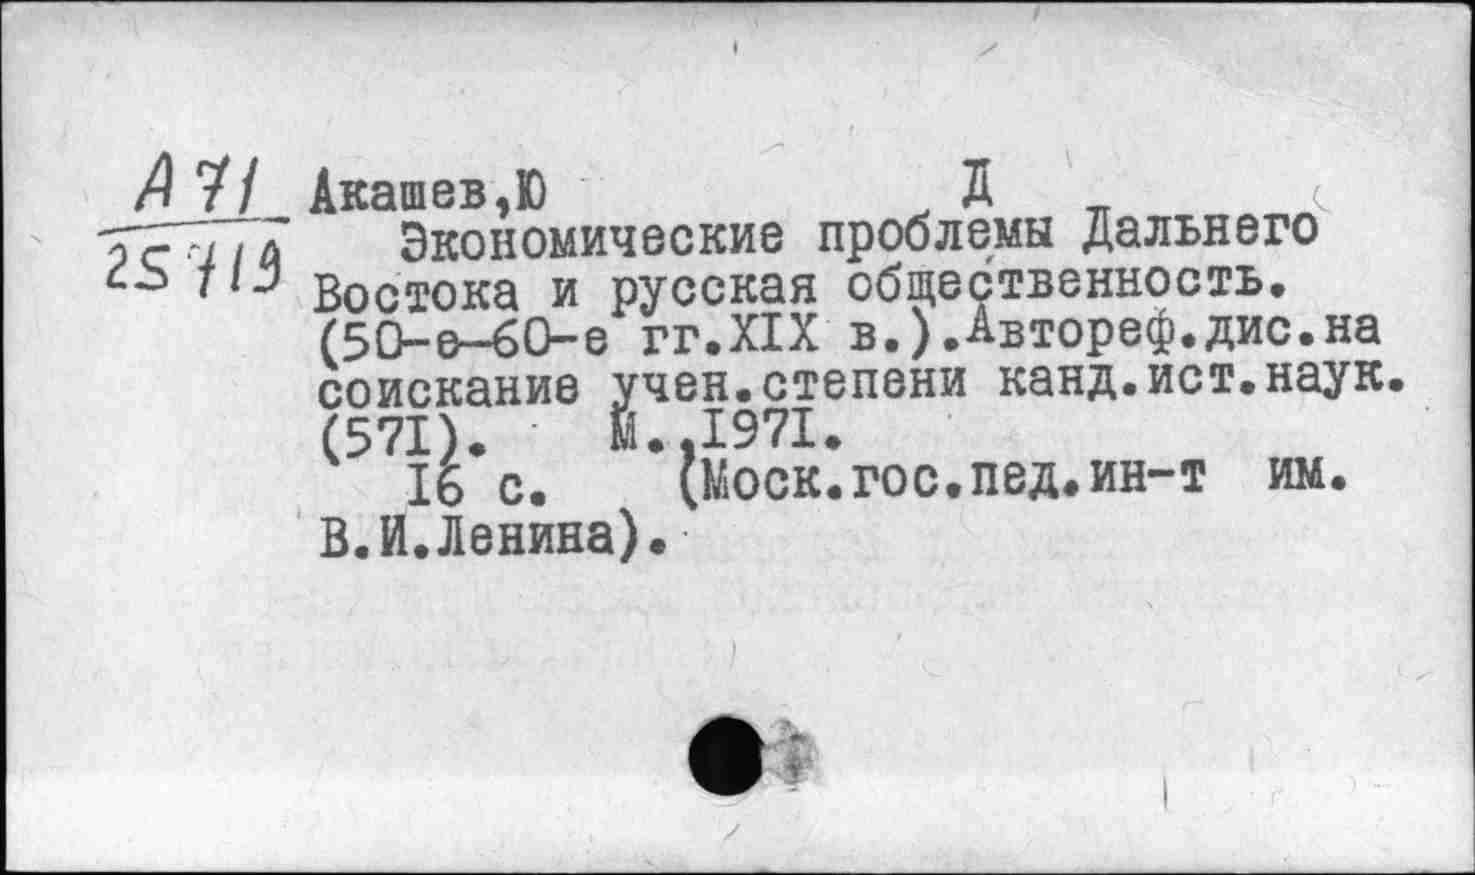 А 71 Акашев,Ю Д
25719 Экономические проблемы Дальнего
Востока и русская общественность.
(50-е-60-е гг.XIX в.).Автореф.дис.на
соискание учен.степени канд.ист.наук.
(571). М.,1971.
16 с. (Моск.гос.пед.ин-т им.
В.И.Ленина).